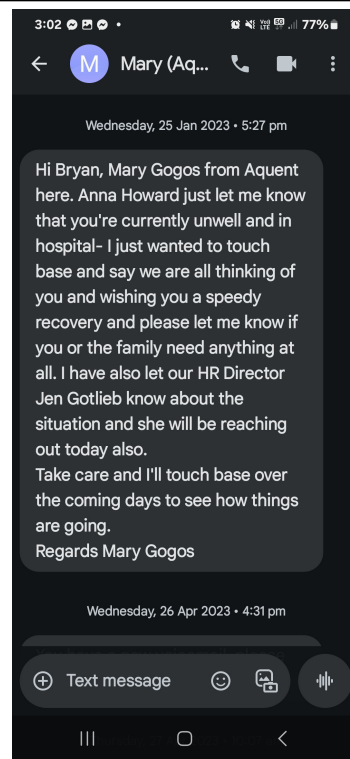 3:02
77%
Mary (Aq...
M
Wednesday, 25 Jan 2023 • 5:27 pm
Hi Bryan, Mary Gogos from Aquent
here. Anna Howard just let me know
that you're currently unwell and in
hospital- I just wanted to touch
base and say we are all thinking of
you and wishing you a speedy
recovery and please let me know if
you or the family need anything at
all. I have also let our HR Director
Jen Gotlieb know about the
situation and she will be reaching
out today also.
Take care and I'll touch base over
the coming days to see how things
are going.
Regards Mary Gogos
Wednesday, 26 Apr 2023 • 4:31 pm
Text message